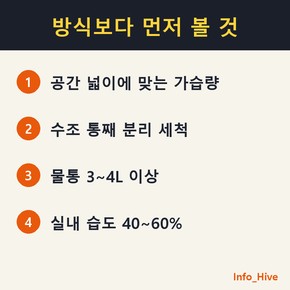 방식보다 먼저 볼 것
1 공간 넓이에 맞는 가습량
2 수조 통째 분리 세척
3 물통 3~4L 이상
4 실내 습도 40~60%
Info_Hive